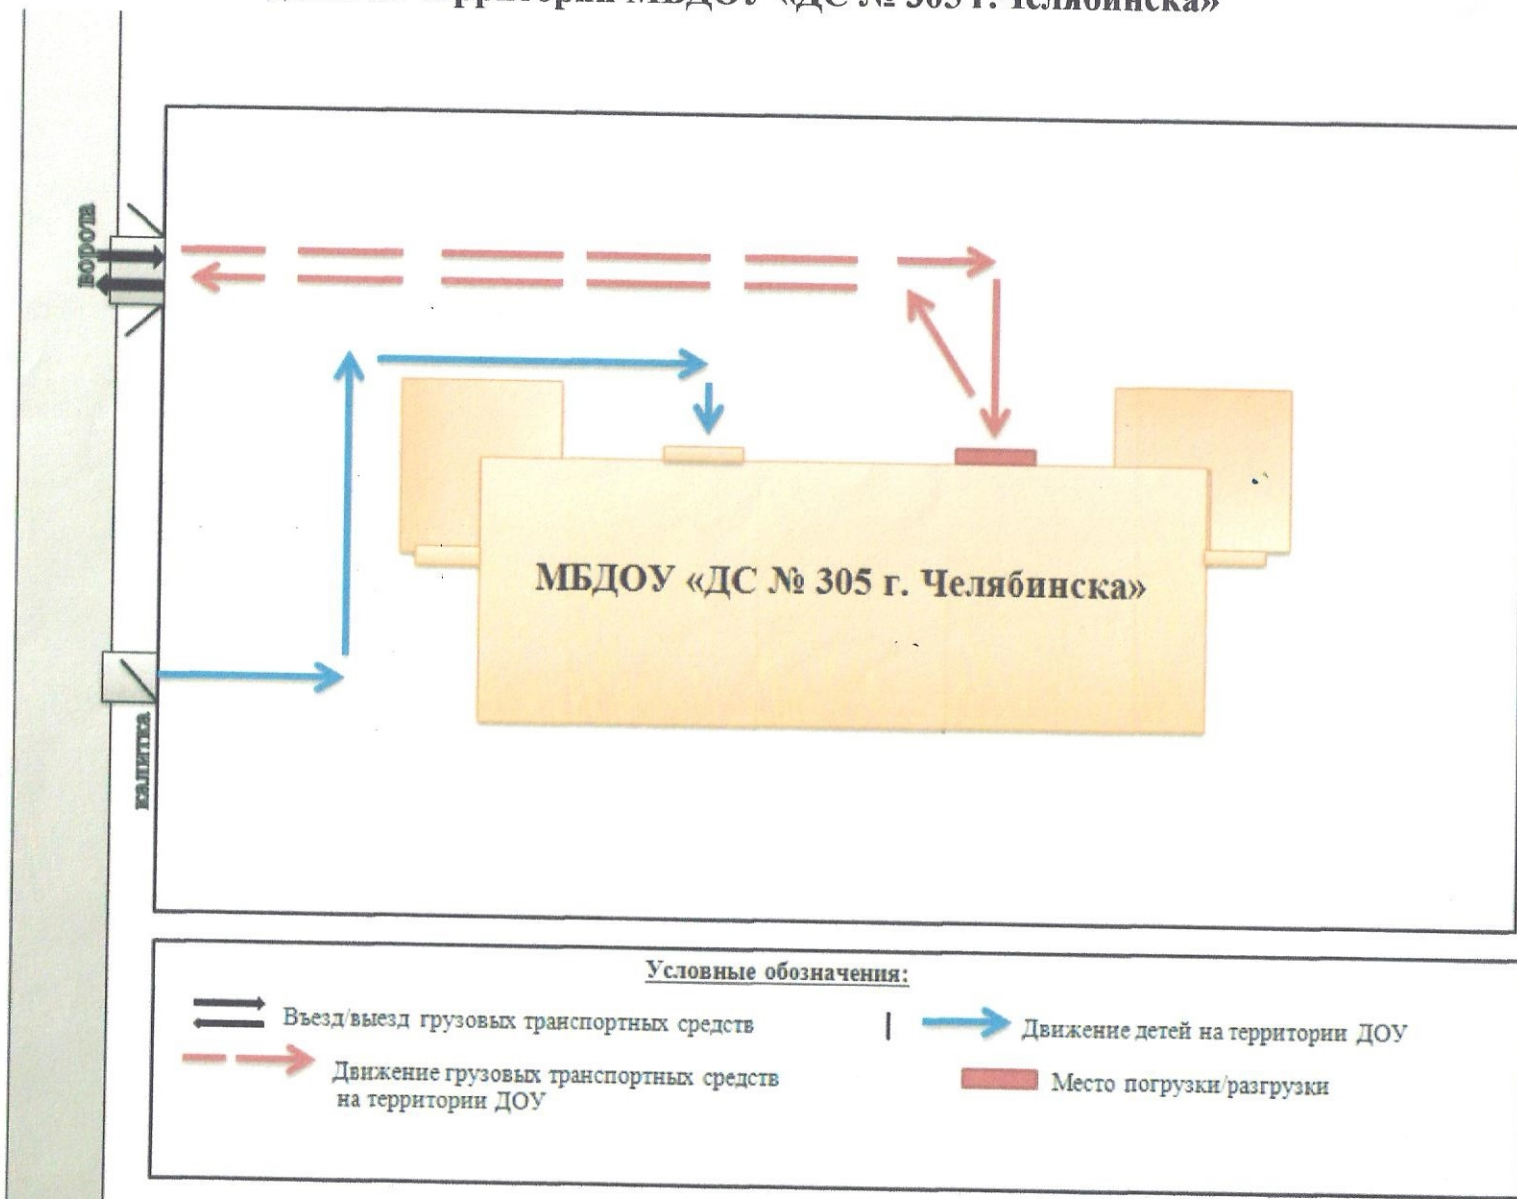 территории МБДОУ «ДС № 305 г. Челябинска»
ворота
МБДОУ «ДС № 305 г. Челябинска»
калитка
Условные обозначения:
Въезд/выезд грузовых транспортных средств
Движение детей на территории ДОУ
Движение грузовых транспортных средств
на территории ДОУ
Место погрузки/разгрузки